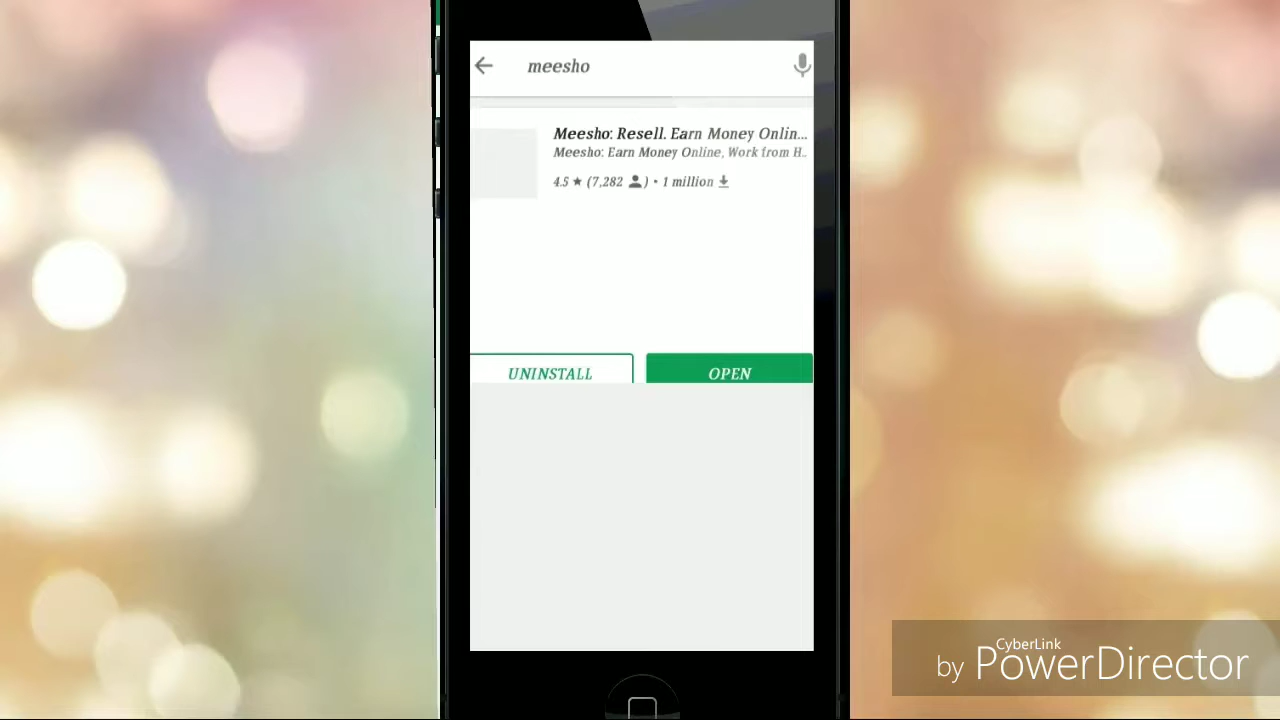 meesho
Meesho: Resell. Earn Money Onlin...
Meesho: Earn Money Online, Work from H..
4.5 ★ (7,282 ) • 1 million
UNINSTALL
OPEN
CyberLink
by PowerDirector